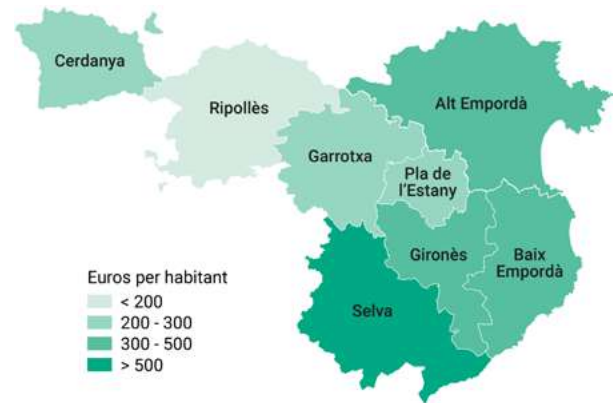 Cerdanya
Ripollès
Alt Empordà
Garrotxa
Pla de
l'Estany
Gironès
Baix
Empordà
Selva
Euros per habitant
< 200
200 - 300
300 - 500
> 500